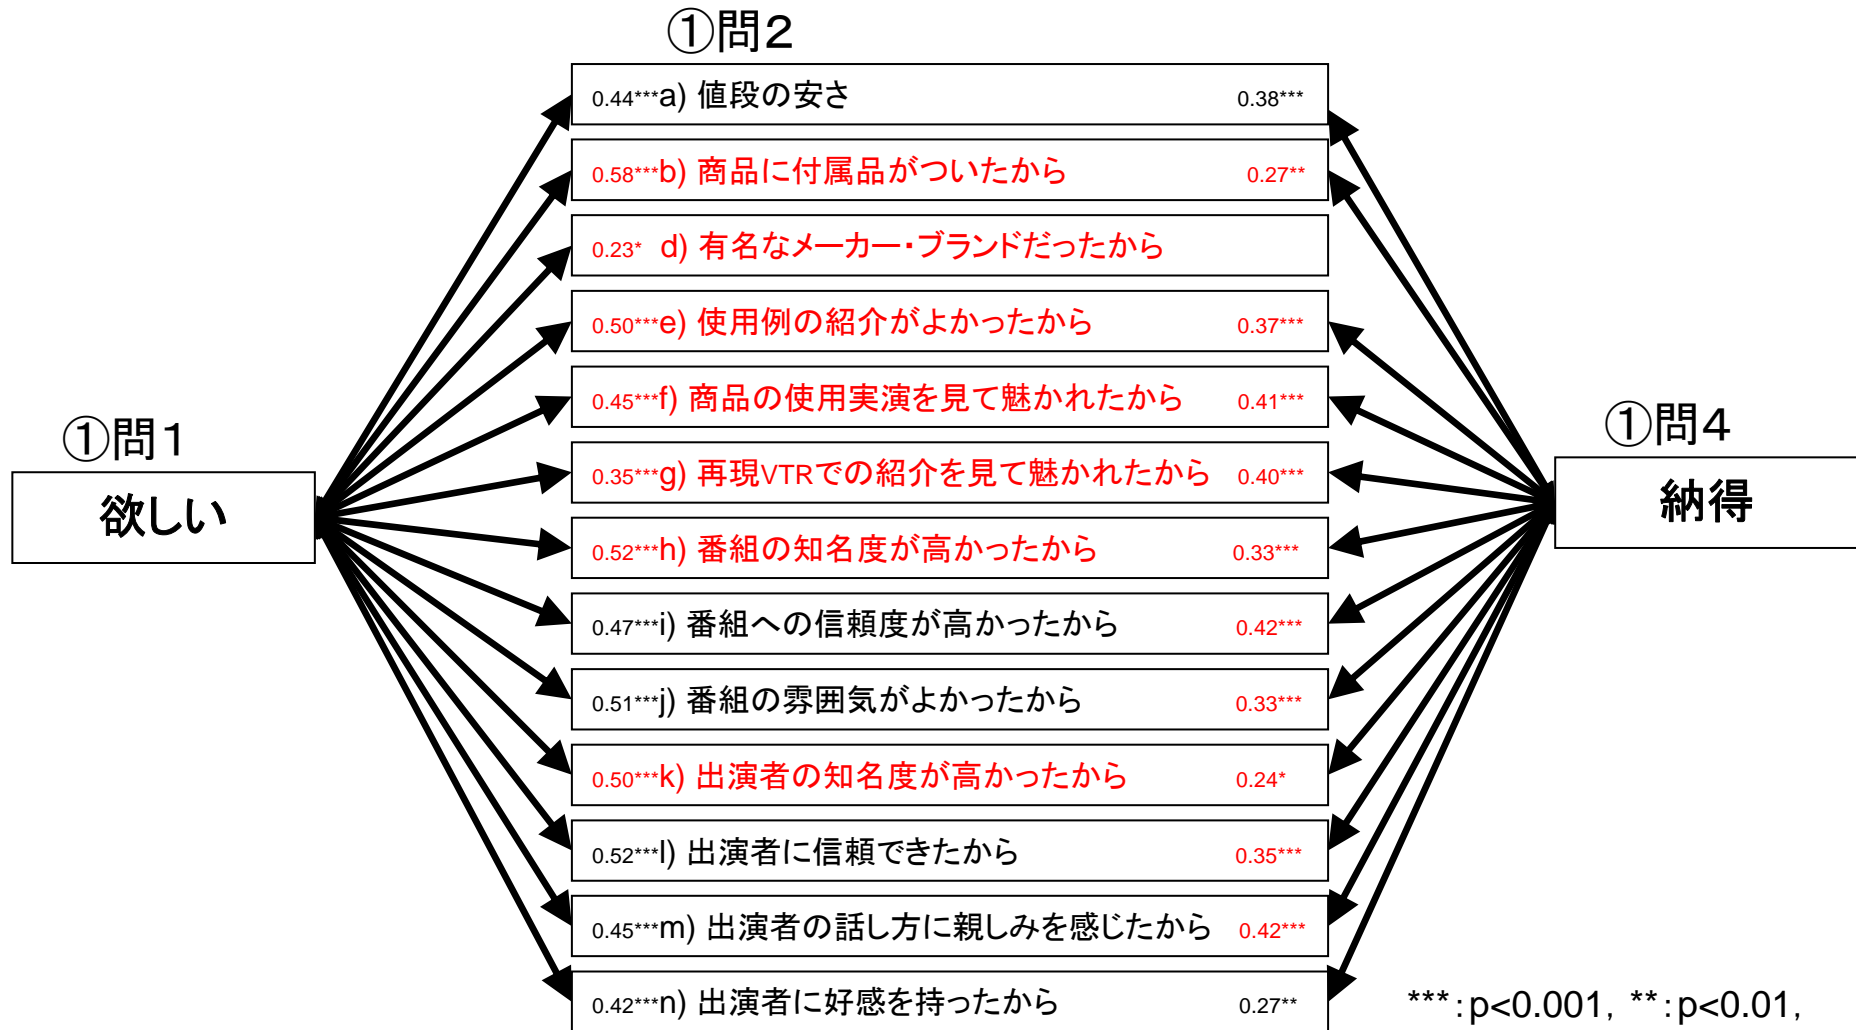 ①問2
0.44***a) 値段の安さ 0.38***
0.58***b) 商品に付属品がついたから 0.27**
0.23* d) 有名なメーカー・ブランドだったから
0.50***e) 使用例の紹介がよかったから 0.37***
0.45***f) 商品の使用実演を見て魅かれたから 0.41***
①問1
欲しい
0.35***g) 再現VTRでの紹介を見て魅かれたから 0.40***
①問4
納得
0.52***h) 番組の知名度が高かったから 0.33***
0.47***i) 番組への信頼度が高かったから 0.42***
0.51***j) 番組の雰囲気がよかったから 0.33***
0.50***k) 出演者の知名度が高かったから 0.24*
0.52***l) 出演者に信頼できたから 0.35***
0.45***m) 出演者の話し方に親しみを感じたから 0.42***
0.42***n) 出演者に好感を持ったから 0.27**
***:p<0.001, **:p<0.01,